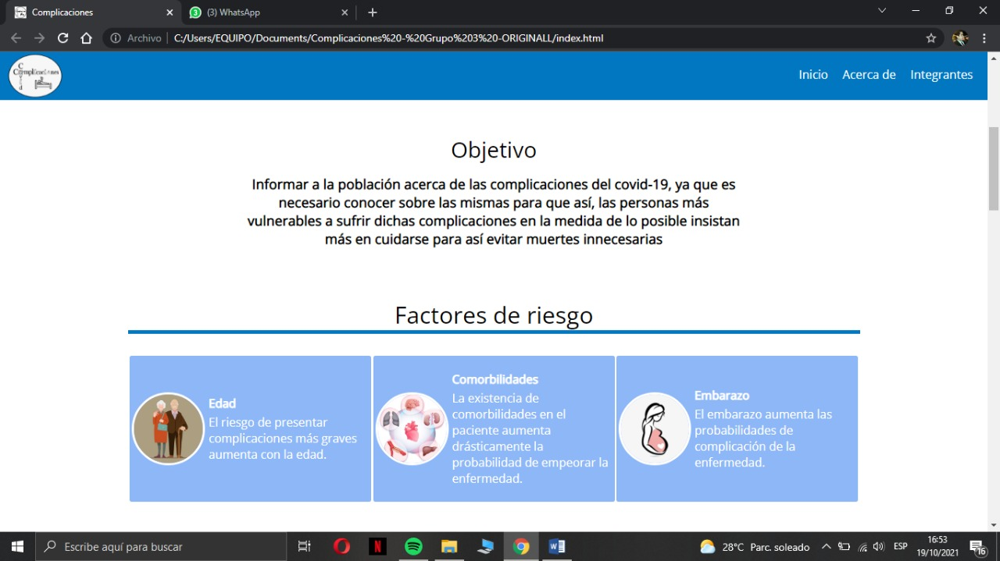 Complicaciones
(3) WhatsApp
Archivo
C:/Users/EQUIPO/Documents/Complicaciones%20-%20Grupo%203%20-ORIGINALL/index.html
Complicaciones
Inicio
Acerca de
Integrantes
Objetivo
Informar a la población acerca de las complicaciones del covid-19, ya que es
necesario conocer sobre las mismas para que así, las personas más
vulnerables a sufrir dichas complicaciones en la medida de lo posible insistan
más en cuidarse para así evitar muertes innecesarias
Factores de riesgo
Edad
El riesgo de presentar
complicaciones más graves
aumenta con la edad.
Comorbilidades
La existencia de
comorbilidades en el
paciente aumenta
drásticamente la
probabilidad de empeorar la
enfermedad.
Embarazo
El embarazo aumenta las
probabilidades de
complicación de la
enfermedad.
Escribe aquí para buscar
28°C Parc. soleado
ESP
16:53
19/10/2021
16